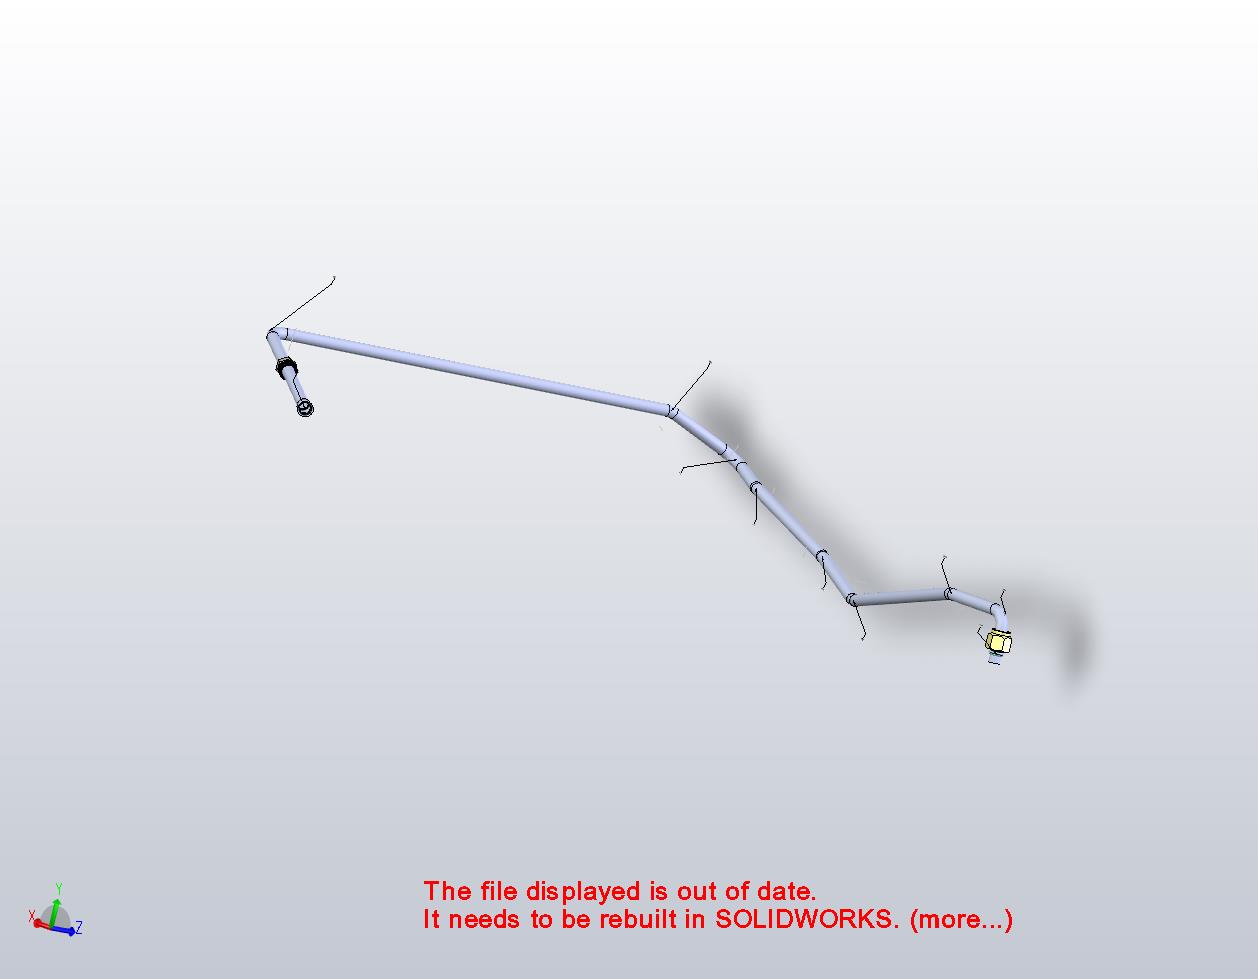 The file displayed is out of date.
It needs to be rebuilt in SOLIDWORKS. (more...)
Y
X
Z